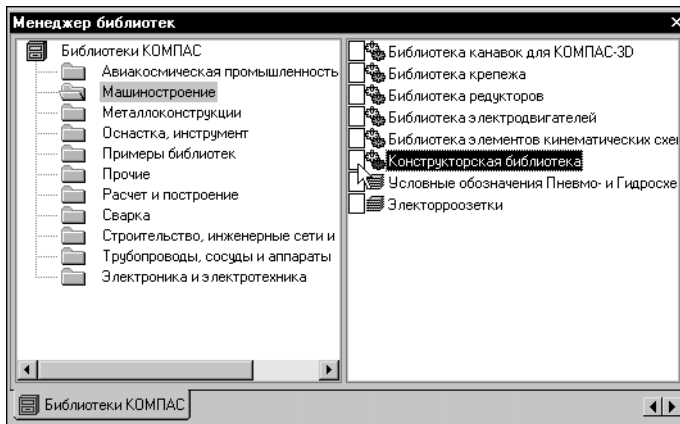 Менеджер библиотек
Библиотеки КОМПАС
Авиакосмическая промышленность
Машиностроение
Металлоконструкции
Оснастка, инструмент
Примеры библиотек
Прочие
Расчет и построение
Сварка
Строительство, инженерные сети и
Трубопроводы, сосуды и аппараты
Электроника и электротехника
Библиотека канавок для КОМПАС-3D
Библиотека крепежа
Библиотека редукторов
Библиотека электродвигателей
Библиотека элементов кинематических схе
Конструкторская библиотека
Условные обозначения Пневмо- и Гидросхе
Электорроозетки
Библиотеки КОМПАС